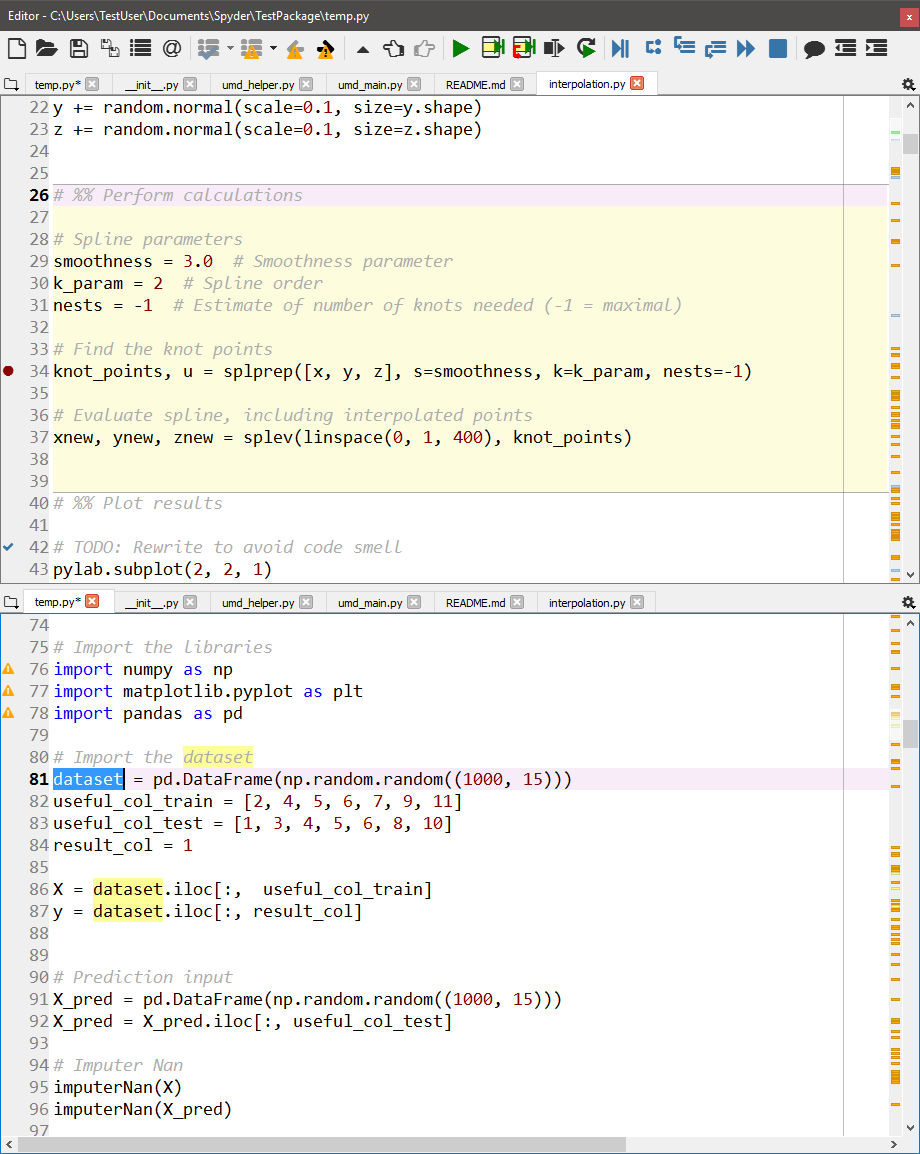 Editor - C:\Users\TestUser\Documents\Spyder\TestPackage\temp.py
temp.py* __init__.py umd_helper.py umd_main.py README.md interpolation.py
22 y += random.normal(scale=0.1, size=y.shape)
23 z += random.normal(scale=0.1, size=z.shape)
24
25
26 # %% Perform calculations
27
28 # Spline parameters
29 smoothness = 3.0  # Smoothness parameter
30 k_param = 2  # Spline order
31 nests = -1  # Estimate of number of knots needed (-1 = maximal)
32
33 # Find the knot points
34 knot_points, u = splprep([x, y, z], s=smoothness, k=k_param, nests=-1)
35
36 # Evaluate spline, including interpolated points
37 xnew, ynew, znew = splev(linspace(0, 1, 400), knot_points)
38
39
40 # %% Plot results
41
42 # TODO: Rewrite to avoid code smell
43 pylab.subplot(2, 2, 1)
temp.py* __init__.py umd_helper.py umd_main.py README.md interpolation.py
74
75 # Import the libraries
76 import numpy as np
77 import matplotlib.pyplot as plt
78 import pandas as pd
79
80 # Import the dataset
81 dataset = pd.DataFrame(np.random.random((1000, 15)))
82 useful_col_train = [2, 4, 5, 6, 7, 9, 11]
83 useful_col_test = [1, 3, 4, 5, 6, 8, 10]
84 result_col = 1
85
86 X = dataset.iloc[:,  useful_col_train]
87 y = dataset.iloc[:, result_col]
88
89
90 # Prediction input
91 X_pred = pd.DataFrame(np.random.random((1000, 15)))
92 X_pred = X_pred.iloc[:, useful_col_test]
93
94 # Imputer Nan
95 imputerNan(X)
96 imputerNan(X_pred)
97